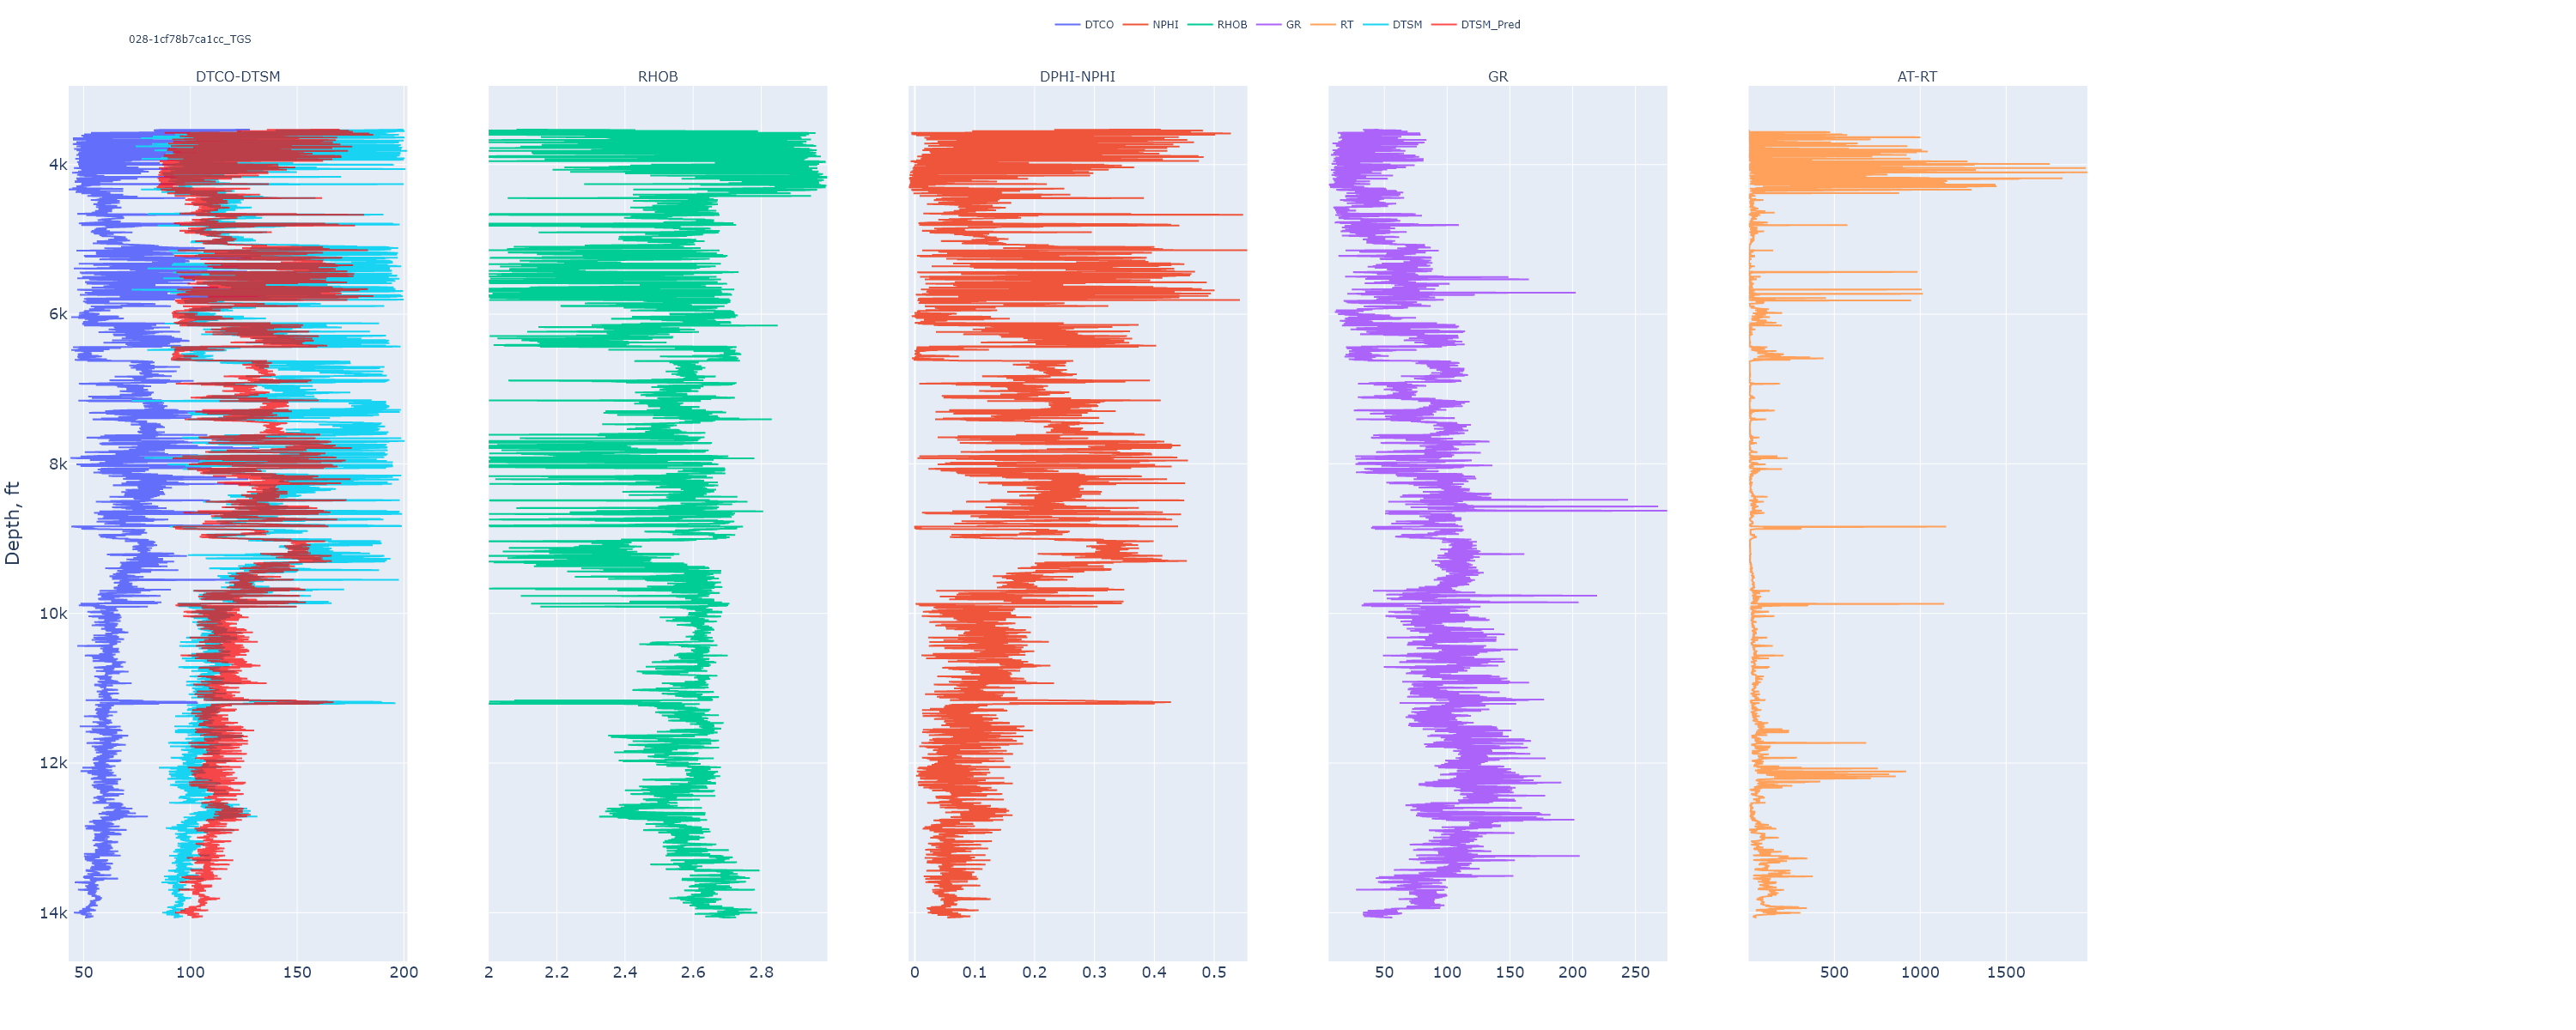 DTCO NPHI RHOB GR RT DTSM DTSM_Pred
028-1cf78b7ca1cc_TGS
DTCO-DTSM RHOB DPHI-NPHI GR AT-RT
4k
6k
8k
10k
12k
14k
Depth, ft
50 100 150 200 2 2.2 2.4 2.6 2.8 0 0.1 0.2 0.3 0.4 0.5 50 100 150 200 250 500 1000 1500